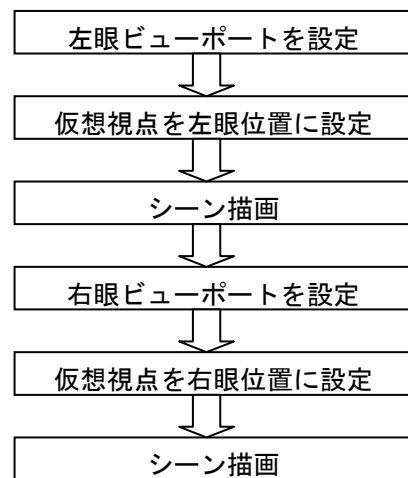 左眼ビューポートを設定
仮想視点を左眼位置に設定
シーン描画
右眼ビューポートを設定
仮想視点を右眼位置に設定
シーン描画